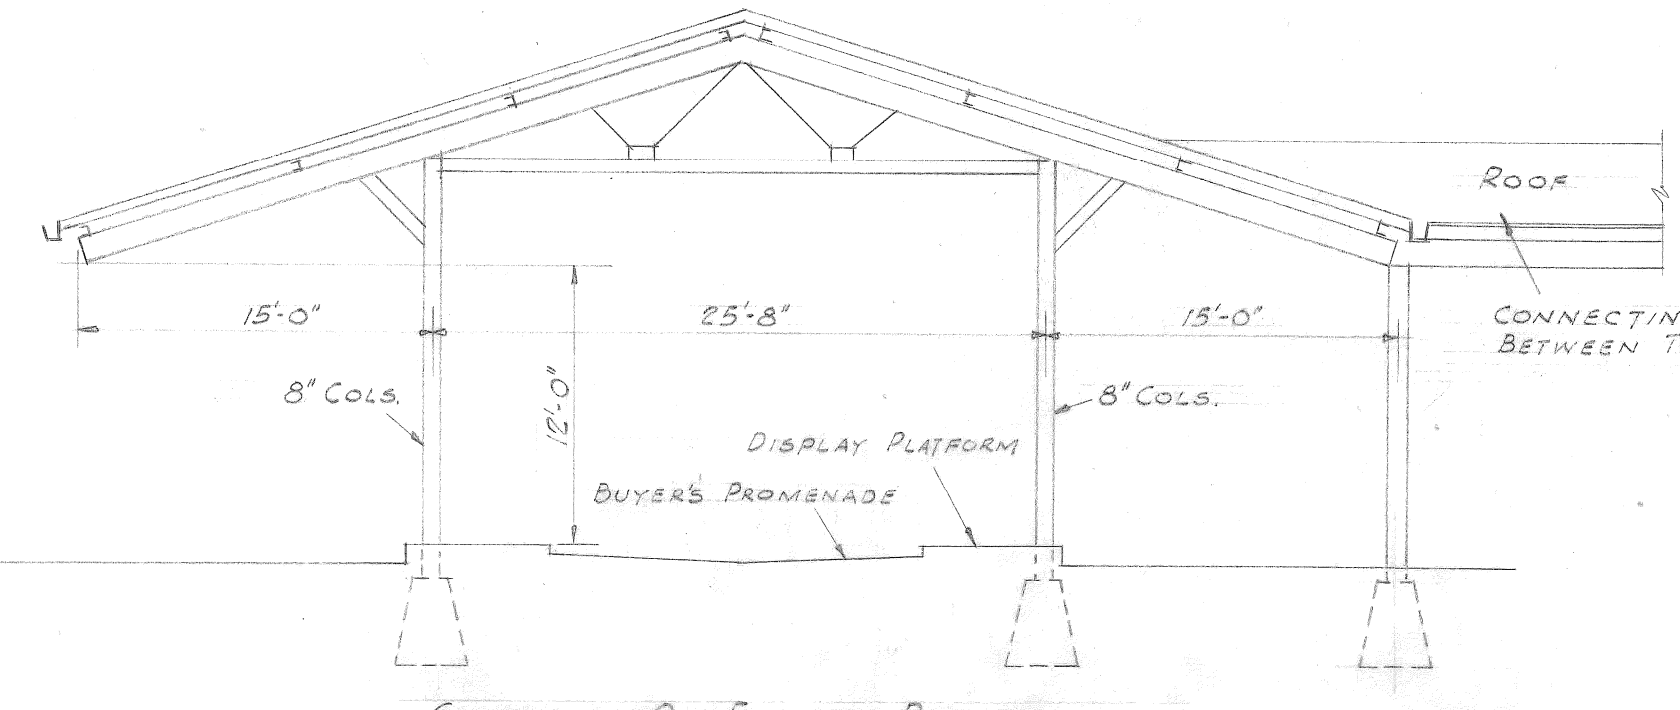 ROOF
15'-0"
25'-8"
15'-0"
CONNECTIN
BETWEEN T
8" COLS.
12'-0"
8" COLS.
DISPLAY PLATFORM
BUYER'S PROMENADE